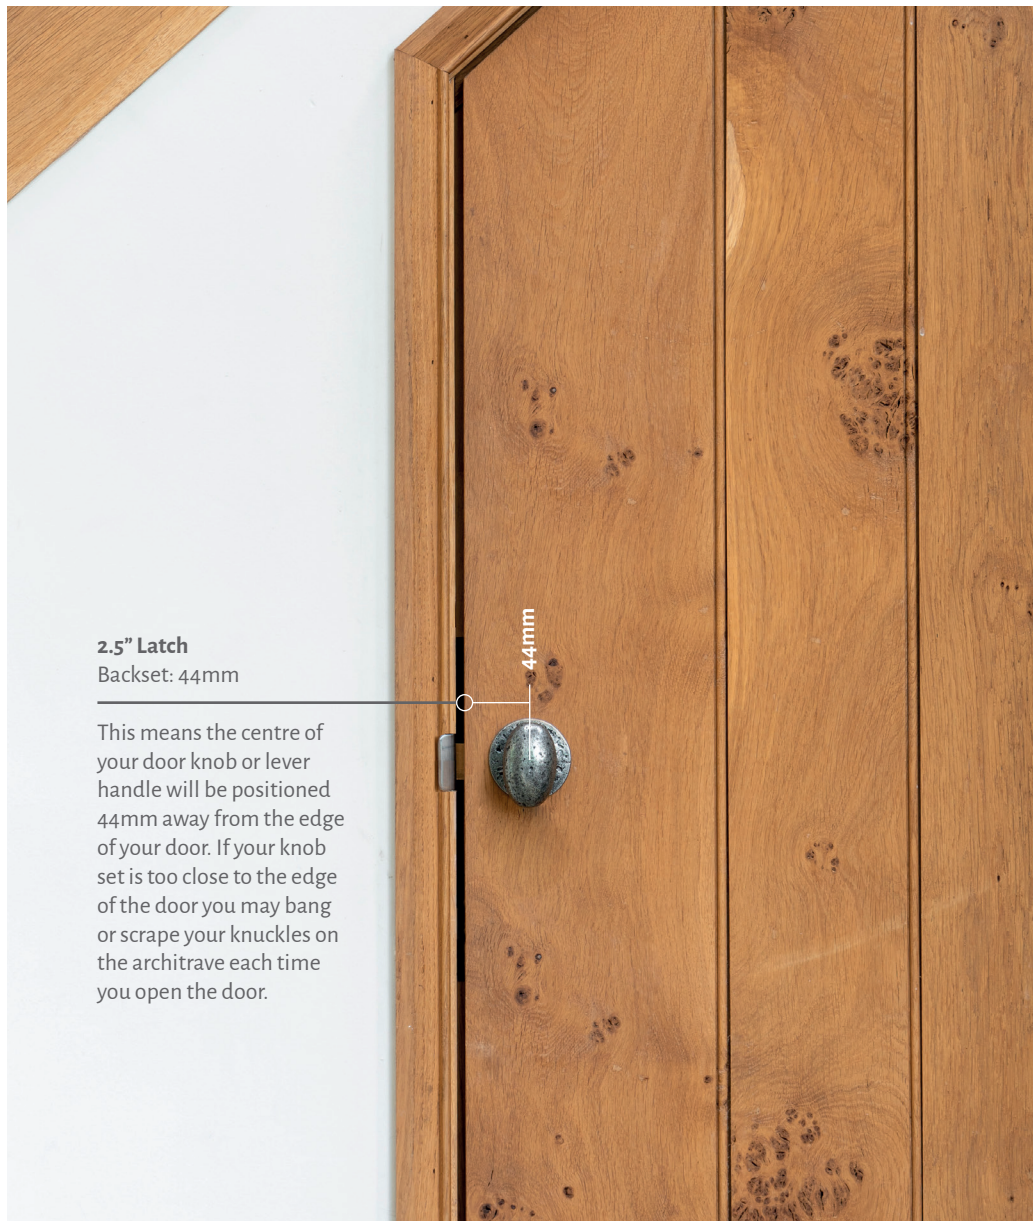 2.5” Latch
Backset: 44mm
44mm
This means the centre of
your door knob or lever
handle will be positioned
44mm away from the edge
of your door. If your knob
set is too close to the edge
of the door you may bang
or scrape your knuckles on
the architrave each time
you open the door.